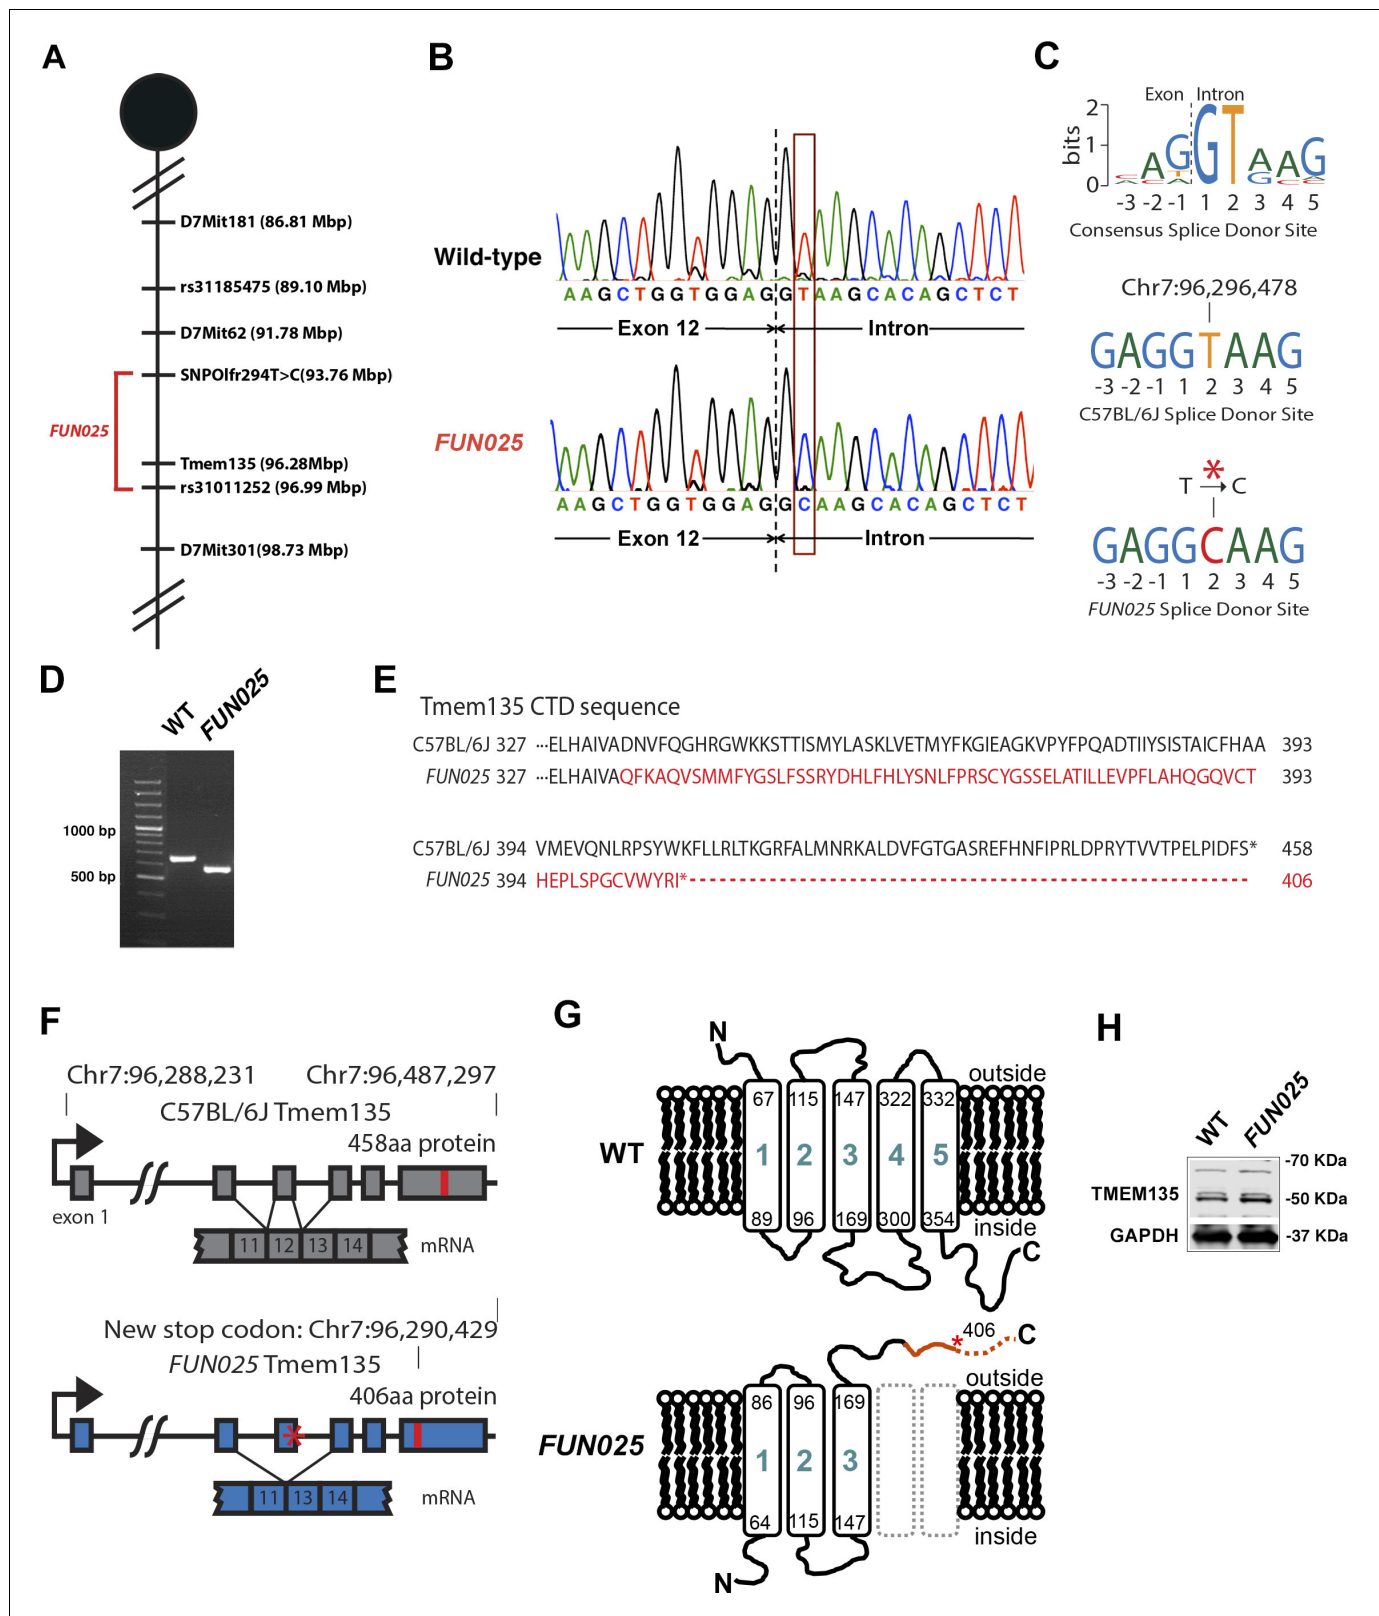 A
D7Mit181 (86.81 Mbp)
rs31185475 (89.10 Mbp)
D7Mit62 (91.78 Mbp)
SNPOlfr294T>C(93.76 Mbp)
FUN025
Tmem135 (96.28Mbp)
rs31011252 (96.99 Mbp)
D7Mit301(98.73 Mbp)
B
Wild-type
AAGCTGGTGGAGGTAAGCACAGCTCT
Exon 12 Intron
FUN025
AAGCTGGTGGAGGCAAGCACAGCTCT
Exon 12 Intron
C
Exon Intron
bits
2
1
0
-3 -2 -1 1 2 3 4 5
Consensus Splice Donor Site
Chr7:96,296,478
GAGGTAAG
-3 -2 -1 1 2 3 4 5
C57BL/6J Splice Donor Site
*
T C
GAGGCAAG
-3 -2 -1 1 2 3 4 5
FUN025 Splice Donor Site
D
WT FUN025
1000 bp
500 bp
E
Tmem135 CTD sequence
C57BL/6J 327 ···ELHAIVADNVFQGHRGWKKSTTISMYLASKLVETMYFKGIEAGKVPYFPQADTIIYSISTAICFHAA 393
FUN025 327 ···ELHAIVAQFKAQVSMMFYGSLFSSRYDHLFHLYSNLFPRSCYGSSELATILLEVPFLAHQGQVCT 393
C57BL/6J 394 VMEVQNLRPSYWKFLLRLTKGRFALMNRKALDVFGTGASREFHNFIPRLDPRYTVVTPELPIDFS* 458
FUN025 394 HEPLSPGCVWYRI*-------------------------------------------- 406
F
Chr7:96,288,231 Chr7:96,487,297
C57BL/6J Tmem135
458aa protein
exon 1
11 12 13 14 mRNA
New stop codon: Chr7:96,290,429
FUN025 Tmem135
406aa protein
*
11 13 14 mRNA
G
N
outside
67 115 147 322 332
WT
1 2 3 4 5
89 96 169 300 354
inside
C
* 406 C
outside
86 96 169
FUN025
1 2 3
64 115 147
inside
N
H
WT FUN025
-70 KDa
TMEM135 -50 KDa
GAPDH -37 KDa